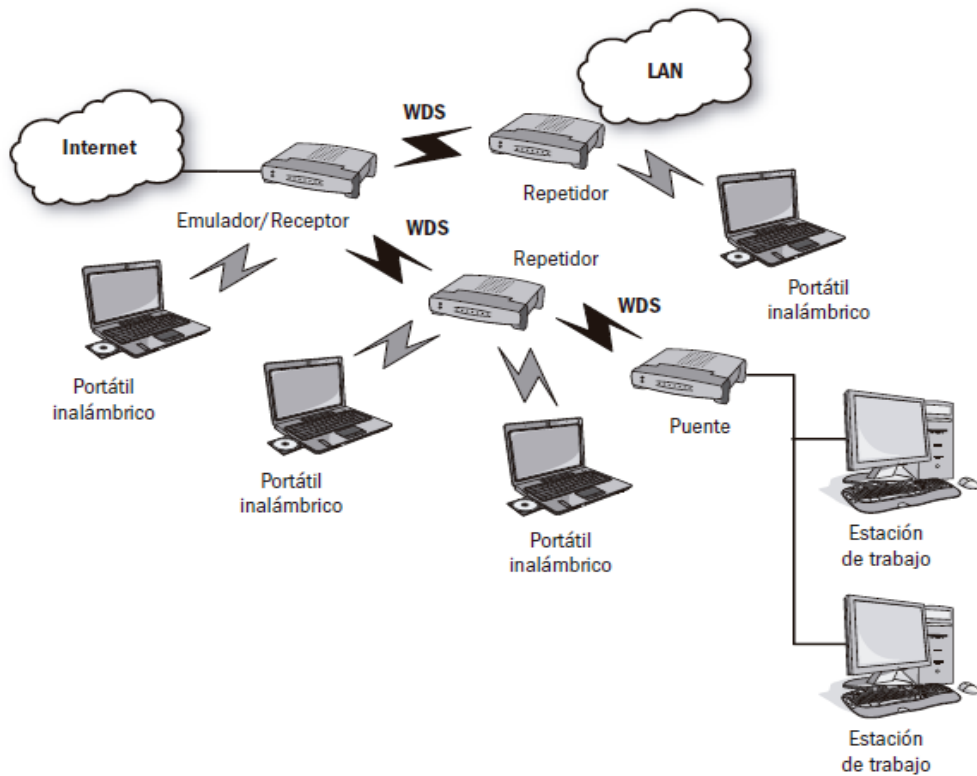 LAN
WDS
Internet
Repetidor
Emulador/Receptor
WDS
Repetidor
Portátil
inalámbrico
WDS
Portátil
inalámbrico
Puente
Portátil
inalámbrico
Portátil
inalámbrico
Estación
de trabajo
Estación
de trabajo